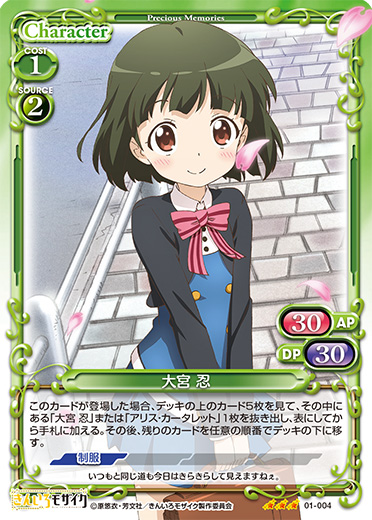 Precious Memories
Character
COST
1
SOURCE
2
30 AP
DP 30
大宮 忍
このカードが登場した場合、デッキの上のカード5枚を見て、その中に
ある「大宮 忍」または「アリス・カータレット」1枚を抜き出し、表にしてか
ら手札に加える。その後、残りのカードを任意の順番でデッキの下に移
す。
制服
いつもと同じ道も今日はきらきらして見えますねぇ。
きんいろモザイク
©原悠衣・芳文社／きんいろモザイク製作委員会
01-004